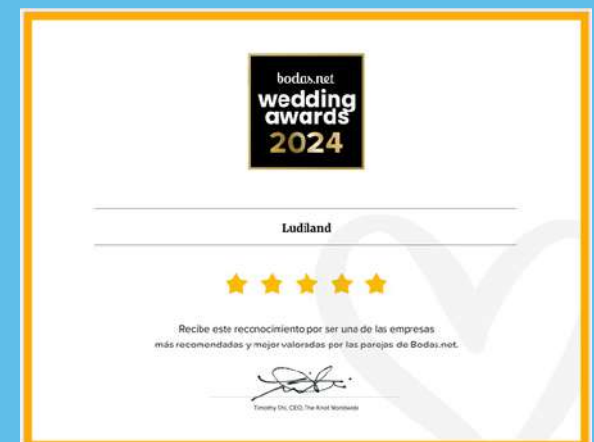 bodas.net
wedding
awards
2024
Ludiland
Recibe este reconocimiento por ser una de las empresas
más recomendadas y mejor valoradas por las parejas de Bodas.net.
Timothy Chi, CEO, The Knot Worldwide